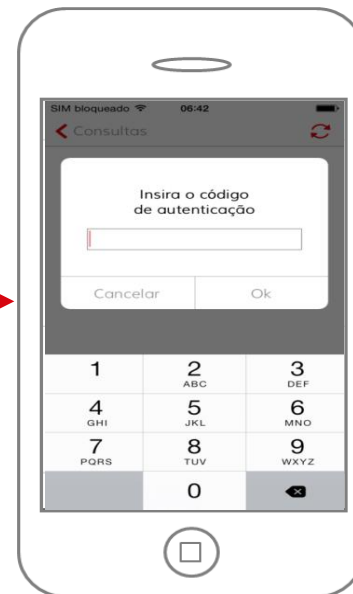 SIM bloqueado 06:42
Consultas
Insira o código
de autenticação
Cancelar Ok
1 2 3
ABC DEF
4 5 6
GHI JKL MNO
7 8 9
PQRS TUV WXYZ
0